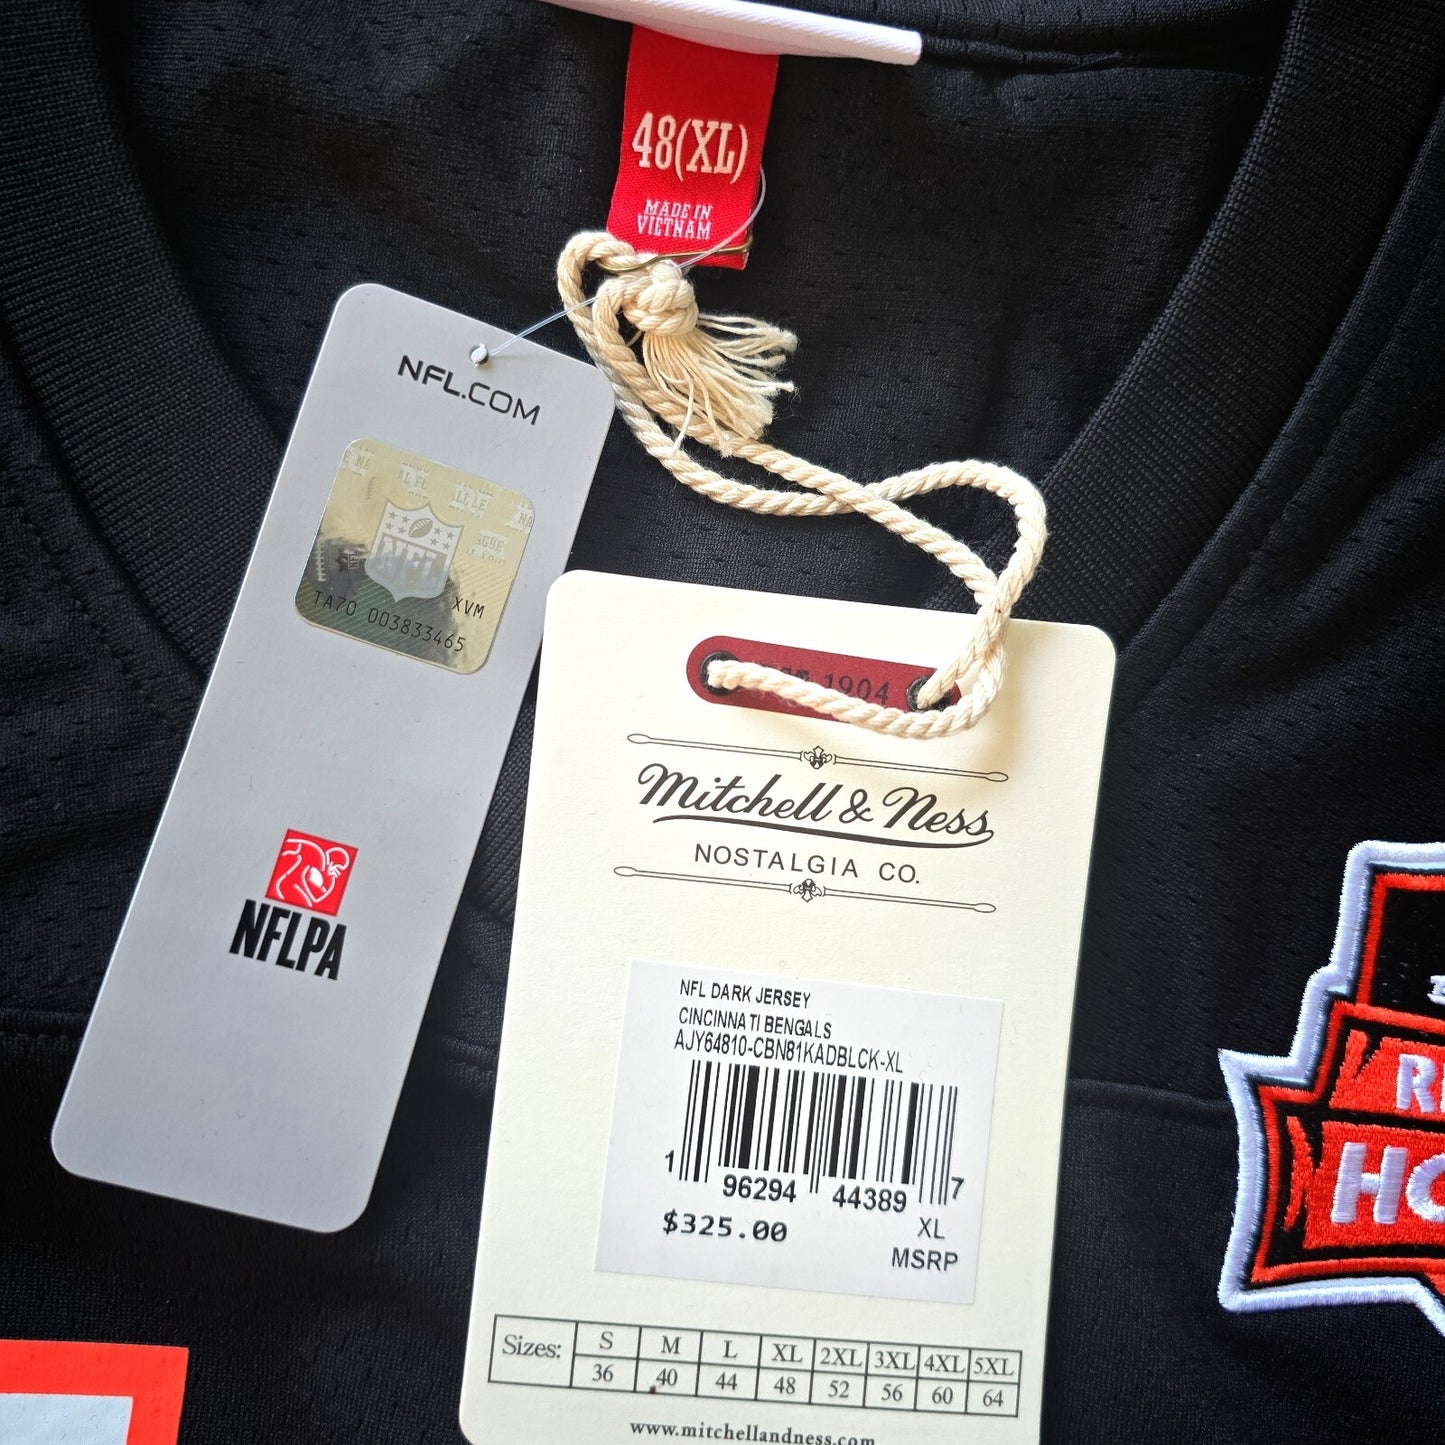 48(XL)
MADE IN
VIETNAM
NFL.COM
NFL
XVM
TA70 003833465
NFLPA
1904
Mitchell & Ness
NOSTALGIA CO.
NFL DARK JERSEY
CINCINNATI BENGALS
AJY64810-CBN81KADBLCK-XL
1 96294 44389 7
$325.00
XL
MSRP
Sizes: S M L XL 2XL 3XL 4XL 5XL
36 40 44 48 52 56 60 64
www.mitchellandness.com